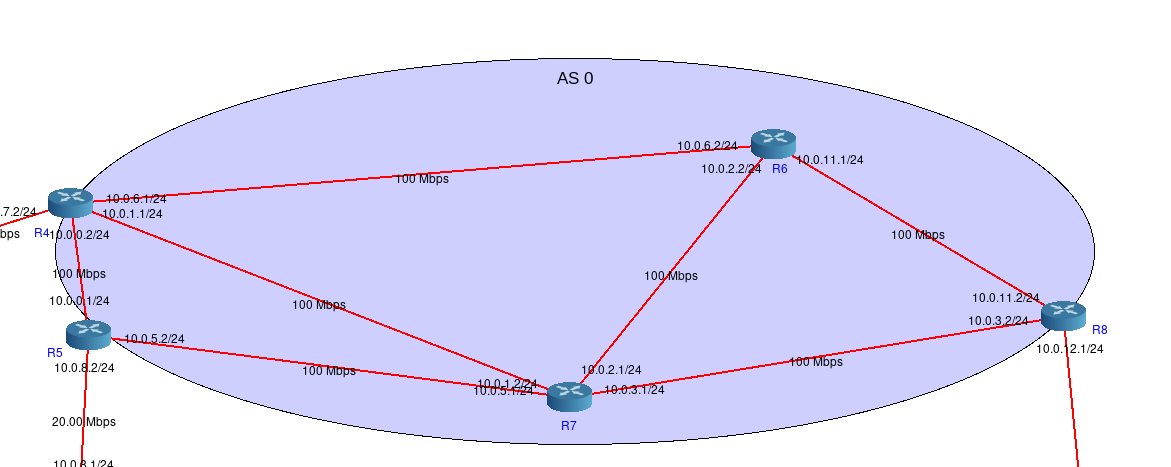 AS 0
10.0.6.2/24
10.0.11.1/24
10.0.2.2/24
R6
100 Mbps
10.0.6.1/24
.7.2/24
10.0.1.1/24
R4
10.0.0.2/24
bps
100 Mbps
100 Mbps
100 Mbps
10.0.0.1/24
100 Mbps
10.0.11.2/24
10.0.3.2/24
R8
10.0.5.2/24
10.0.12.1/24
R5
10.0.8.2/24
100 Mbps
100 Mbps
10.0.2.1/24
10.0.1.2/24
10.0.5.1/24
10.0.3.1/24
20.00 Mbps
R7
10.0.8.1/24